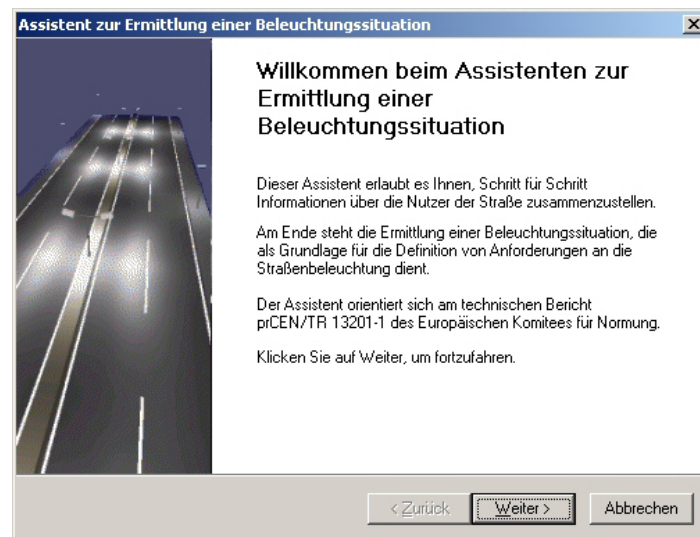 Assistent zur Ermittlung einer Beleuchtungssituation
Willkommen beim Assistenten zur
Ermittlung einer
Beleuchtungssituation
Dieser Assistent erlaubt es Ihnen, Schritt für Schritt
Informationen über die Nutzer der Straße zusammenzustellen.
Am Ende steht die Ermittlung einer Beleuchtungssituation, die
als Grundlage für die Definition von Anforderungen an die
Straßenbeleuchtung dient.
Der Assistent orientiert sich am technischen Bericht
prCEN/TR 13201-1 des Europäischen Komitees für Normung.
Klicken Sie auf Weiter, um fortzufahren.
< Zurück Weiter > Abbrechen